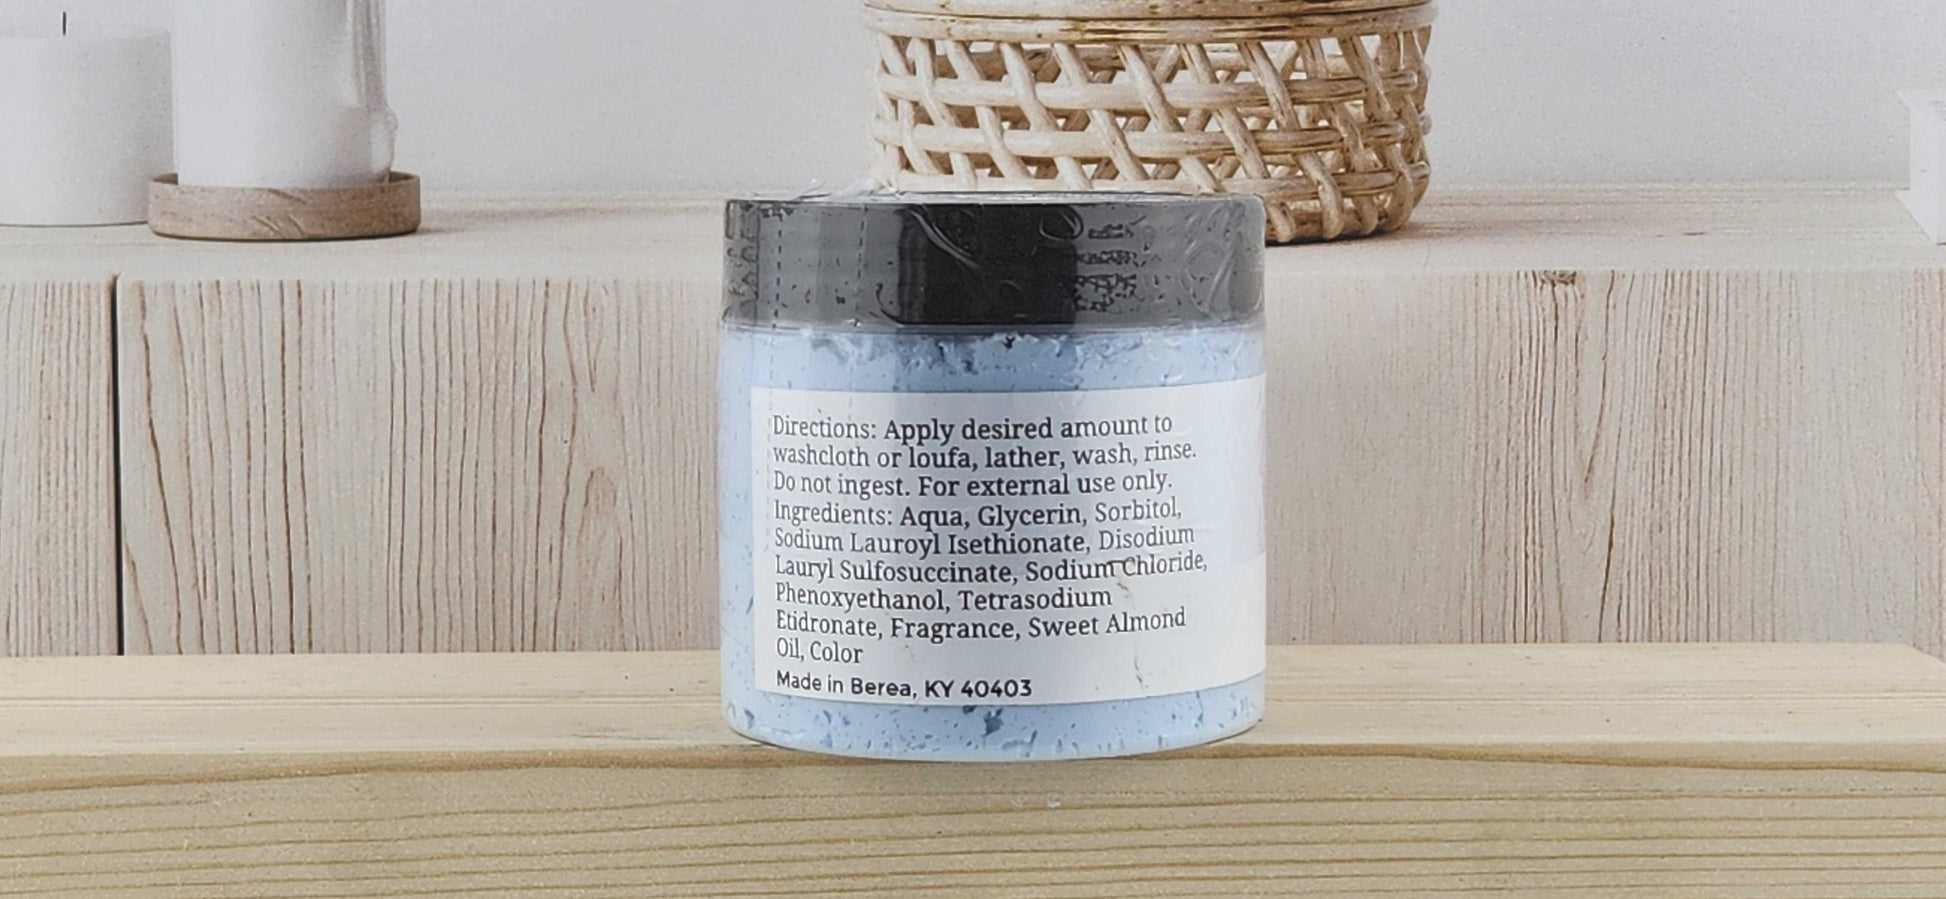 Directions: Apply desired amount to
washcloth or loufa, lather, wash, rinse.
Do not ingest. For external use only.
Ingredients: Aqua, Glycerin, Sorbitol,
Sodium Lauroyl Isethionate, Disodium
Lauryl Sulfosuccinate, Sodium Chloride,
Phenoxyethanol, Tetrasodium
Etidronate, Fragrance, Sweet Almond
Oil, Color
Made in Berea, KY 40403